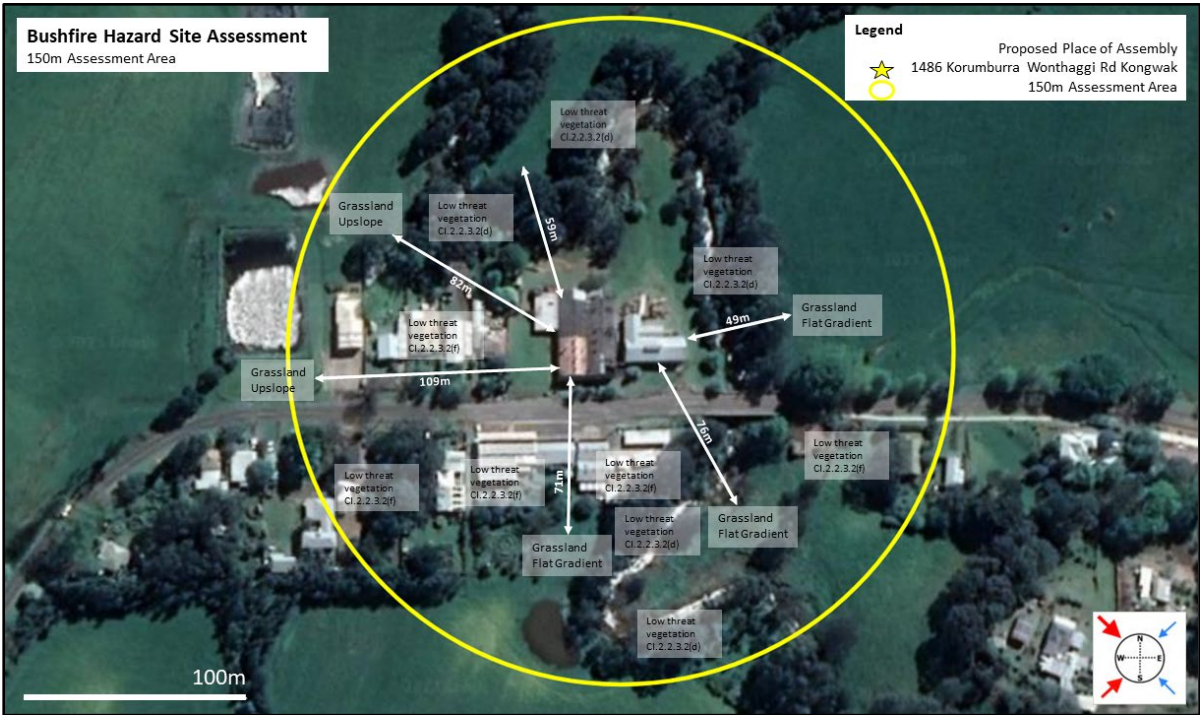 Bushfire Hazard Site Assessment
150m Assessment Area
Legend
Proposed Place of Assembly
1486 Korumburra Wonthaggi Rd Kongwak
150m Assessment Area
Low threat
vegetation
Cl.2.2.3.2(d)
Grassland
Upslope
Low threat
vegetation
Cl.2.2.3.2(d)
59m
82m
Low threat
vegetation
Cl.2.2.3.2(d)
Grassland
Flat Gradient
49m
Low threat
vegetation
Cl.2.2.3.2(f)
Grassland
Upslope
109m
76m
71m
Low threat
vegetation
Cl.2.2.3.2(f)
Low threat
vegetation
Cl.2.2.3.2(f)
Low threat
vegetation
Cl.2.2.3.2(f)
Low threat
vegetation
Cl.2.2.3.2(f)
Low threat
vegetation
Cl.2.2.3.2(d)
Grassland
Flat Gradient
Grassland
Flat Gradient
Low threat
vegetation
Cl.2.2.3.2(d)
100m
N
W
E
S